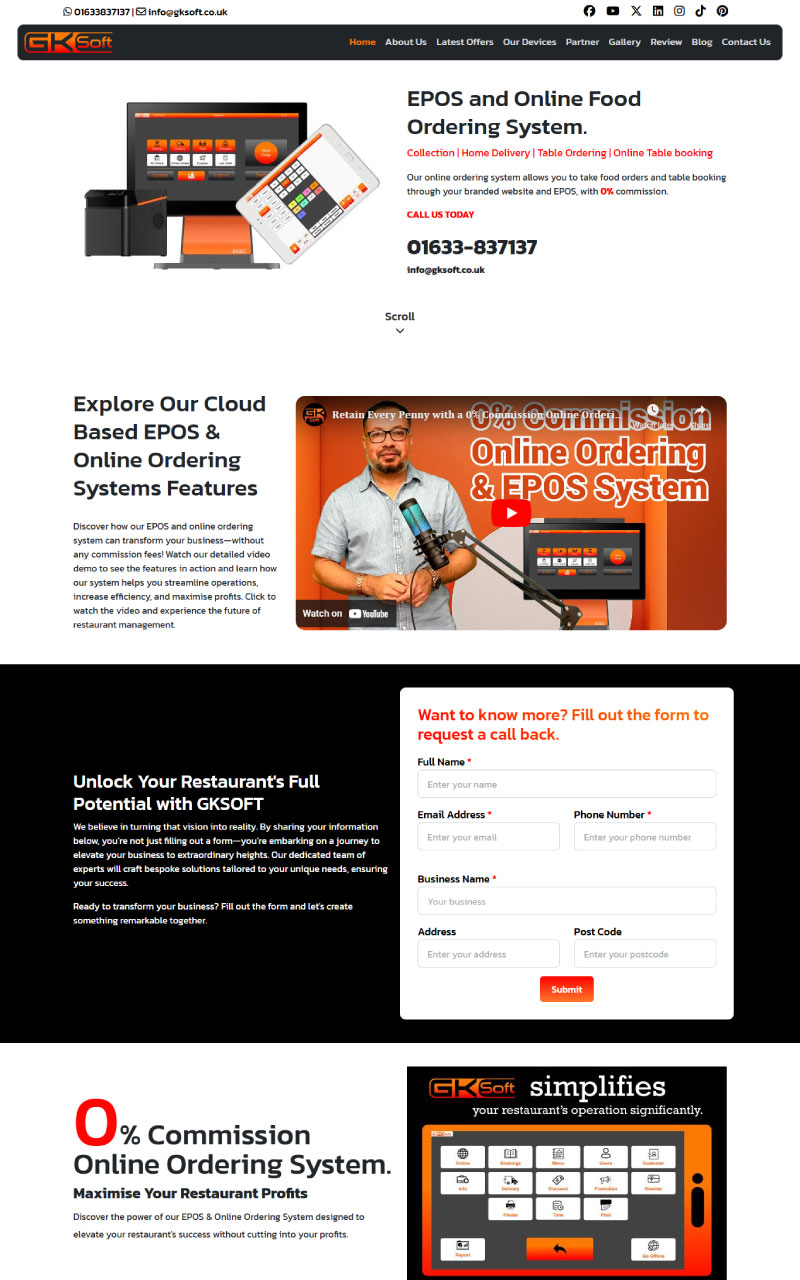 01633837137 | info@gksoft.co.uk
GK Soft
Home About Us Latest Offers Our Devices Partner Gallery Review Blog Contact Us
EPOS and Online Food
Ordering System.
Collection | Home Delivery | Table Ordering | Online Table booking
Our online ordering system allows you to take food orders and table booking
through your branded website and EPOS, with 0% commission.
CALL US TODAY
01633-837137
info@gksoft.co.uk
Scroll
Explore Our Cloud
Based EPOS &
Online Ordering
Systems Features
Discover how our EPOS and online ordering
system can transform your business—without
any commission fees! Watch our detailed video
demo to see the features in action and learn how
our system helps you streamline operations,
increase efficiency, and maximise profits. Click to
watch the video and experience the future of
restaurant management.
GK Soft
Retain Every Penny with a 0% Commission Online Orderi...
Watch later
Share
0% Commission
Online Ordering
& EPOS System
Watch on YouTube
Unlock Your Restaurant's Full
Potential with GKSOFT
We believe in turning that vision into reality. By sharing your information
below, you're not just filling out a form—you're embarking on a journey to
elevate your business to extraordinary heights. Our dedicated team of
experts will craft bespoke solutions tailored to your unique needs, ensuring
your success.
Ready to transform your business? Fill out the form and let's create
something remarkable together.
Want to know more? Fill out the form to
request a call back.
Full Name *
Enter your name
Email Address * Phone Number *
Enter your email Enter your phone number
Business Name *
Your business
Address Post Code
Enter your address Enter your postcode
Submit
0% Commission
Online Ordering System.
Maximise Your Restaurant Profits
Discover the power of our EPOS & Online Ordering System designed to
elevate your restaurant's success without cutting into your profits.
GK Soft simplifies
your restaurant's operation significantly.
Online Bookings Menu Users Customer
Info Delivery Discount Promotion Voucher
Printer Time Post
Report Go Offline